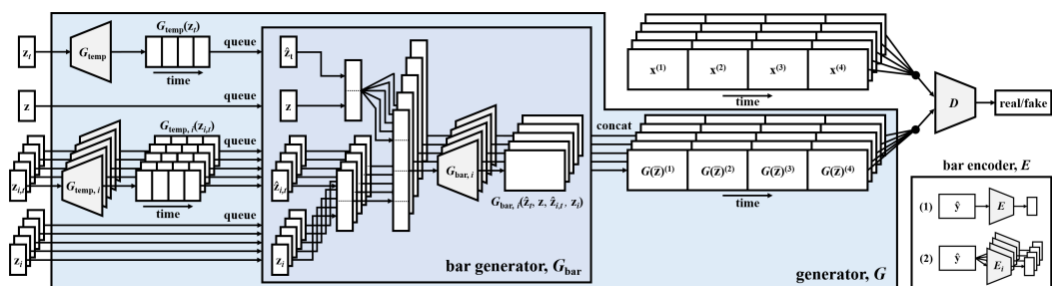 z_t
G_temp
G_temp(z_t)
time
queue
ẑ_t
z
queue
z
z_i,t
G_temp, i
G_temp, i(z_i,t)
time
queue
ẑ_i,t
z_i
queue
z_i
G_bar, i
G_bar, i(ẑ_t, z, ẑ_i,t, z_i)
bar generator, G_bar
concat
x^(1) x^(2) x^(3) x^(4)
time
G(z̄)^(1) G(z̄)^(2) G(z̄)^(3) G(z̄)^(4)
time
generator, G
D
real/fake
bar encoder, E
(1) ŷ E
(2) ŷ E_i